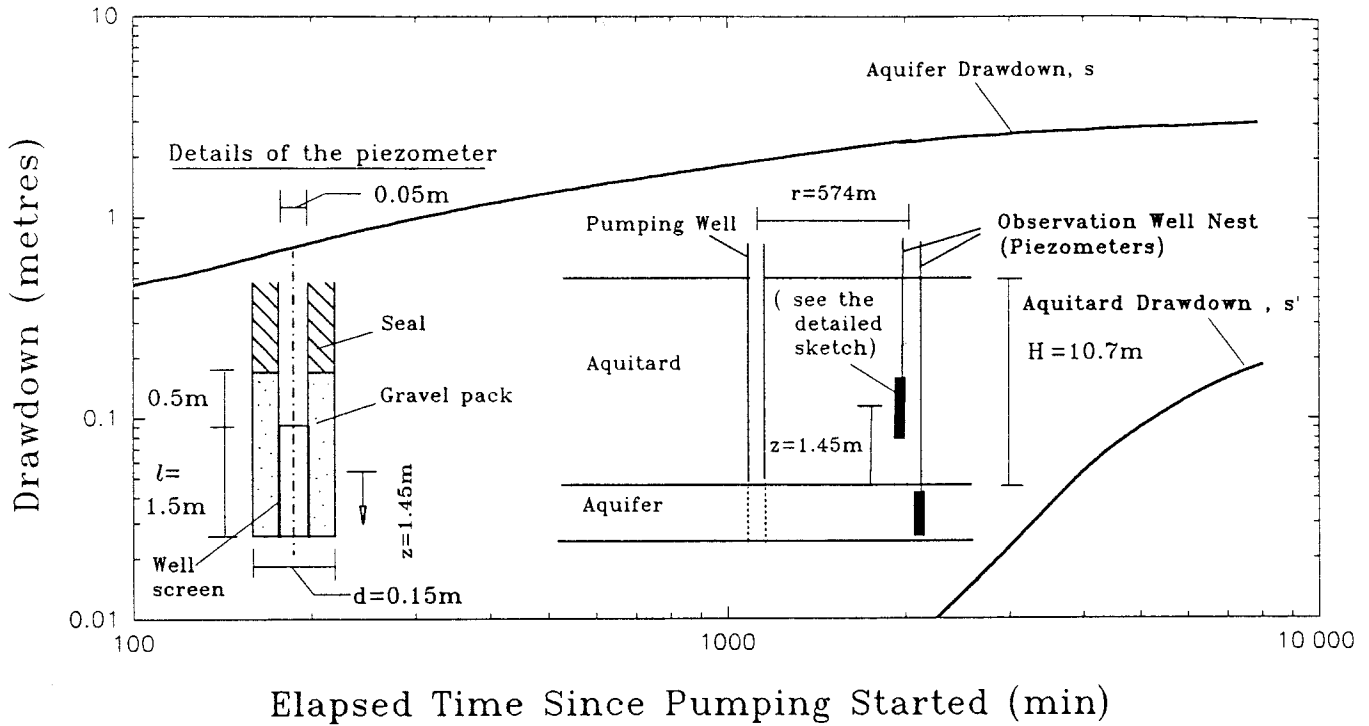 10
1
0.1
0.01
Drawdown (metres)
100
1000
10 000
Elapsed Time Since Pumping Started (min)
Aquifer Drawdown, s
Details of the piezometer
0.05m
Seal
0.5m
Gravel pack
l=
1.5m
z=1.45m
Well
screen
d=0.15m
r=574m
Pumping Well
Observation Well Nest
(Piezometers)
( see the
detailed
sketch)
Aquitard
z=1.45m
Aquifer
Aquitard Drawdown , s'
H=10.7m